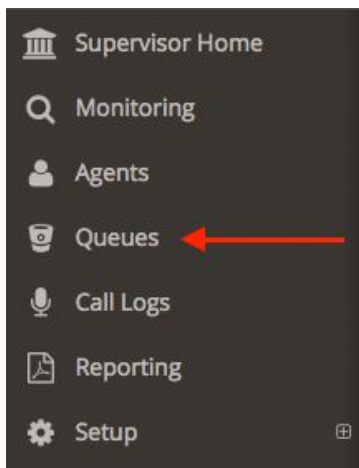 Supervisor Home
Monitoring
Agents
Queues
Call Logs
Reporting
Setup